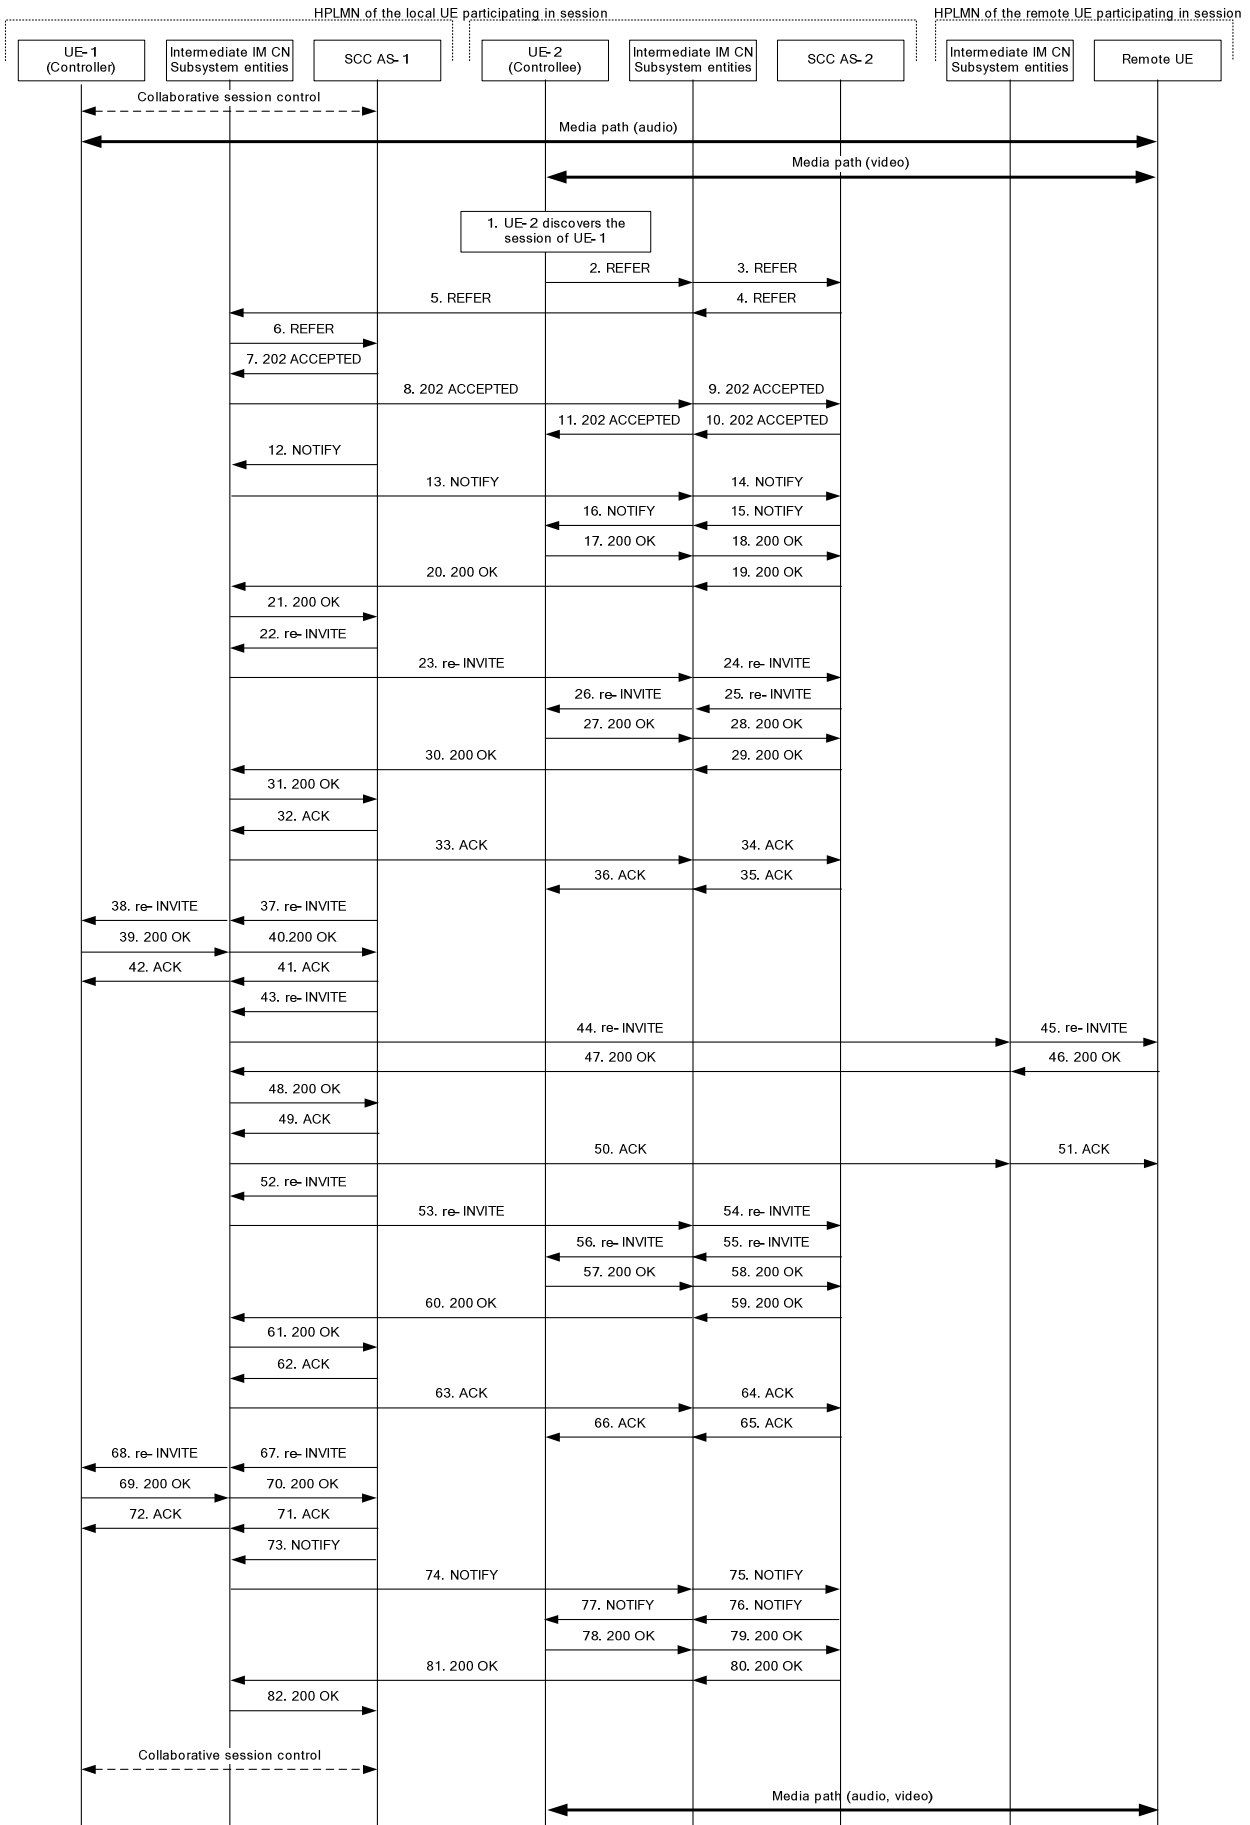 HPLMN of the local UE participating in session
HPLMN of the remote UE participating in session
UE-1
(Controller)
Intermediate IM CN
Subsystem entities
SCC AS-1
UE-2
(Controllee)
Intermediate IM CN
Subsystem entities
SCC AS-2
Intermediate IM CN
Subsystem entities
Remote UE
Collaborative session control
Media path (audio)
Media path (video)
1. UE-2 discovers the
session of UE-1
2. REFER
3. REFER
5. REFER
4. REFER
6. REFER
7. 202 ACCEPTED
8. 202 ACCEPTED
9. 202 ACCEPTED
11. 202 ACCEPTED
10. 202 ACCEPTED
12. NOTIFY
13. NOTIFY
14. NOTIFY
16. NOTIFY
15. NOTIFY
17. 200 OK
18. 200 OK
20. 200 OK
19. 200 OK
21. 200 OK
22. re-INVITE
23. re-INVITE
24. re-INVITE
26. re-INVITE
25. re-INVITE
27. 200 OK
28. 200 OK
30. 200 OK
29. 200 OK
31. 200 OK
32. ACK
33. ACK
34. ACK
36. ACK
35. ACK
38. re-INVITE
37. re-INVITE
39. 200 OK
40.200 OK
42. ACK
41. ACK
43. re-INVITE
44. re-INVITE
45. re-INVITE
47. 200 OK
46. 200 OK
48. 200 OK
49. ACK
50. ACK
51. ACK
52. re-INVITE
53. re-INVITE
54. re-INVITE
56. re-INVITE
55. re-INVITE
57. 200 OK
58. 200 OK
60. 200 OK
59. 200 OK
61. 200 OK
62. ACK
63. ACK
64. ACK
66. ACK
65. ACK
68. re-INVITE
67. re-INVITE
69. 200 OK
70. 200 OK
72. ACK
71. ACK
73. NOTIFY
74. NOTIFY
75. NOTIFY
77. NOTIFY
76. NOTIFY
78. 200 OK
79. 200 OK
81. 200 OK
80. 200 OK
82. 200 OK
Collaborative session control
Media path (audio, video)